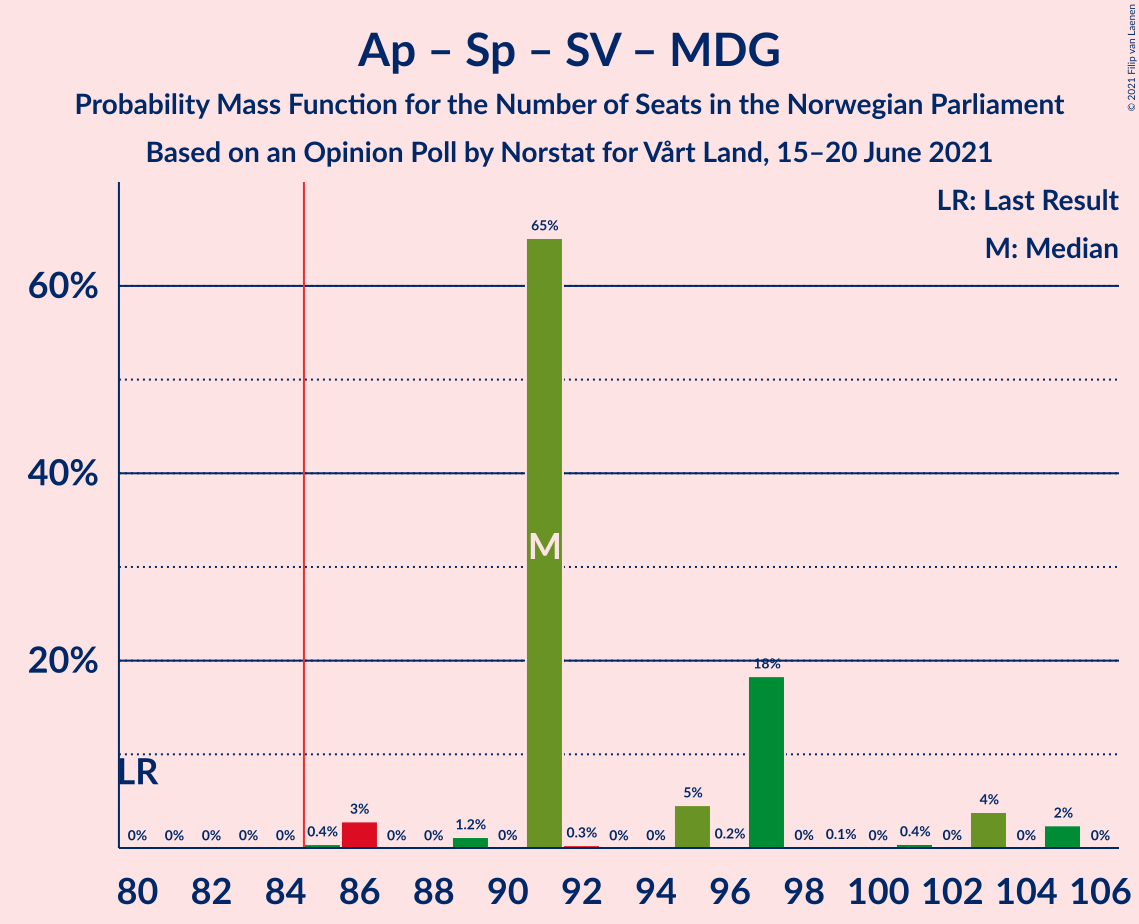 © 2021 Filip van Laenen
Ap – Sp – SV – MDG
Probability Mass Function for the Number of Seats in the Norwegian Parliament
Based on an Opinion Poll by Norstat for Vårt Land, 15–20 June 2021
LR: Last Result
M: Median
60%
40%
20%
65%
M
18%
LR
0% 0% 0% 0% 0% 0.4% 3% 0% 0% 1.2% 0% 0.3% 0% 0% 5% 0.2% 0% 0.1% 0% 0.4% 0% 4% 0% 2% 0%
80 82 84 86 88 90 92 94 96 98 100 102 104 106